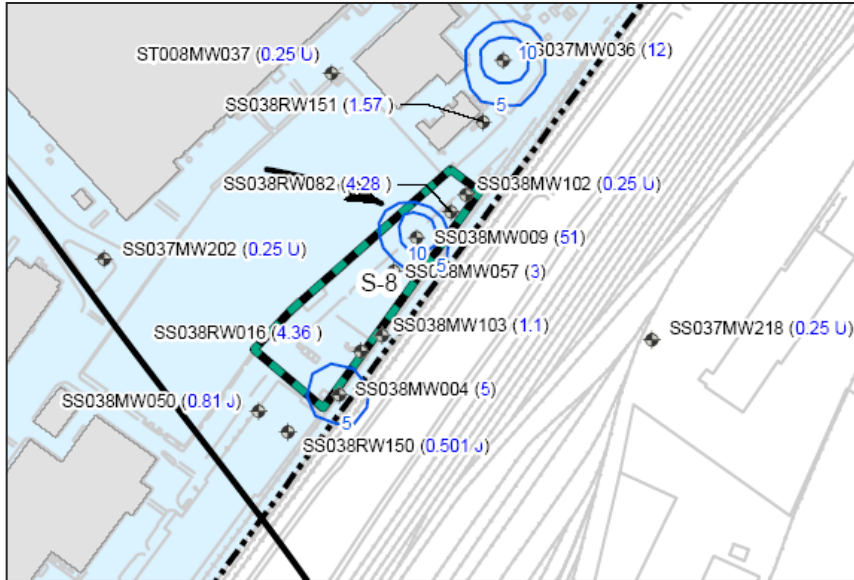 ST008MW037 (0.25 U)
SS037MW036 (12)
10
5
SS038RW151 (1.57 )
SS038RW082 (4.28 )
SS038MW102 (0.25 U)
SS037MW202 (0.25 U)
SS038MW009 (51)
10
5
SS038MW057 (3)
S-8
SS038RW016 (4.36 )
SS038MW103 (1.1)
SS037MW218 (0.25 U)
SS038MW004 (5)
SS038MW050 (0.81 J)
5
SS038RW150 (0.501 J)